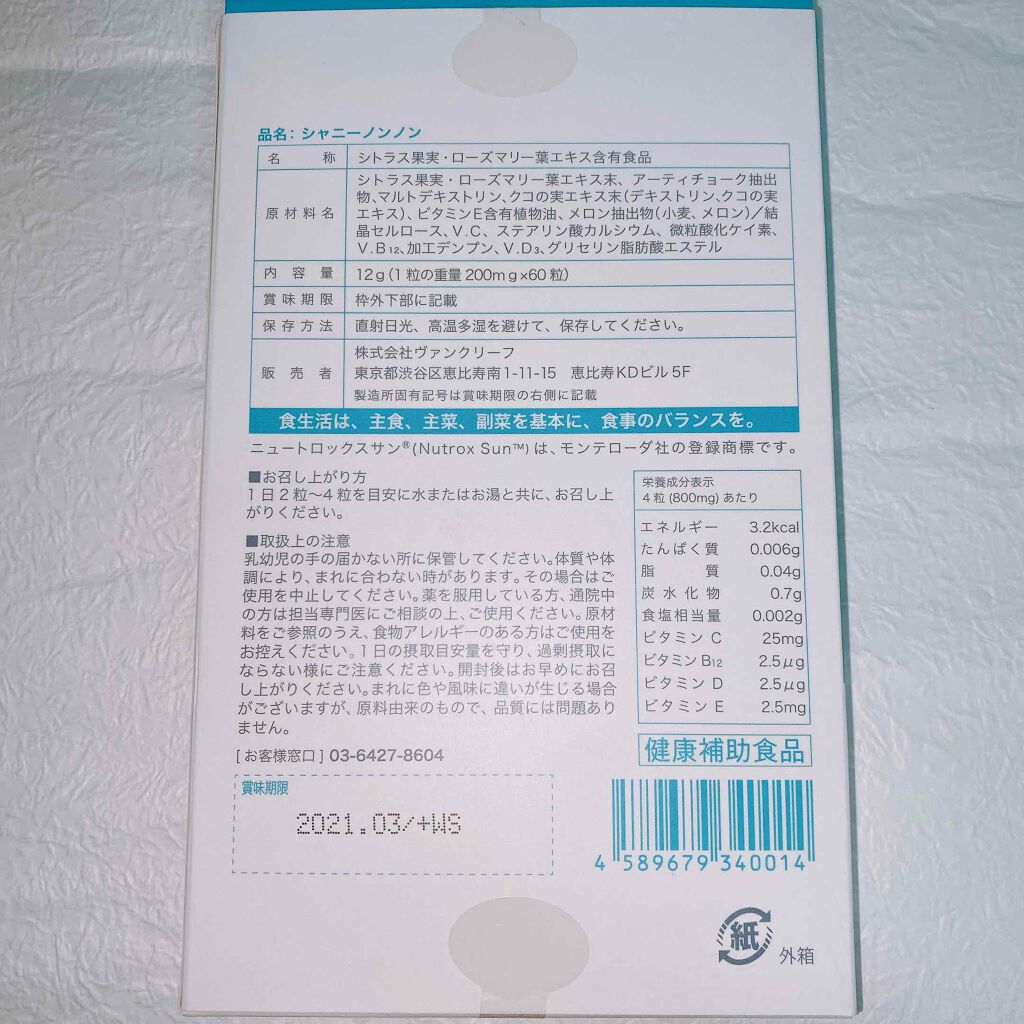 品名：シャニーノンノン
名称 シトラス果実・ローズマリー葉エキス含有食品
原材料名 シトラス果実・ローズマリー葉エキス末、アーティチョーク抽出
物、マルトデキストリン、クコの実エキス末（デキストリン、クコの実
エキス）、ビタミンE含有植物油、メロン抽出物（小麦、メロン）／結
晶セルロース、V.C、ステアリン酸カルシウム、微粒酸化ケイ素、
V.B₁₂、加工デンプン、V.D₃、グリセリン脂肪酸エステル
内容量 12g（1粒の重量200mg×60粒）
賞味期限 枠外下部に記載
保存方法 直射日光、高温多湿を避けて、保存してください。
販売者 株式会社ヴァンクリーフ
東京都渋谷区恵比寿南1-11-15 恵比寿KDビル5F
製造所固有記号は賞味期限の右側に記載
食生活は、主食、主菜、副菜を基本に、食事のバランスを。
ニュートロックスサン®(Nutrox Sun™)は、モンテローダ社の登録商標です。
■お召し上がり方
1日2粒〜4粒を目安に水またはお湯と共に、お召し上
がりください。
■取扱上の注意
乳幼児の手の届かない所に保管してください。体質や体
調により、まれに合わない時があります。その場合はご
使用を中止してください。薬を服用している方、通院中
の方は担当専門医にご相談の上、ご使用ください。原材
料をご参照のうえ、食物アレルギーのある方はご使用を
お控えください。1日の摂取目安量を守り、過剰摂取に
ならない様にご注意ください。開封後はお早めにお召
し上がりください。まれに色や風味に違いが生じる場合
がございますが、原料由来のもので、品質には問題あり
ません。
[お客様窓口] 03-6427-8604
栄養成分表示
4粒(800mg)あたり
エネルギー 3.2kcal
たんぱく質 0.006g
脂質 0.04g
炭水化物 0.7g
食塩相当量 0.002g
ビタミン C 25mg
ビタミン B₁₂ 2.5μg
ビタミン D 2.5μg
ビタミン E 2.5mg
健康補助食品
賞味期限
2021.03/+WS
4 589679 340014
紙
外箱